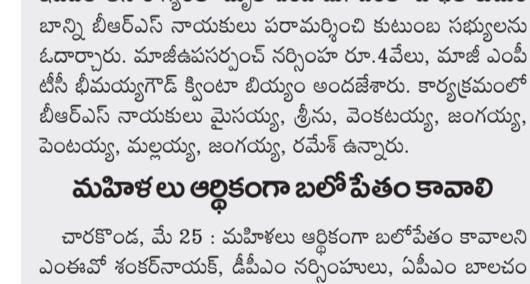 బాన్ని బీఆర్ఎస్ నాయకులు పరామర్శించి కుటుంబ సభ్యులను
ఓదార్చారు. మాజీఉపసర్పంచ్ నర్సింహ రూ.4వేలు, మాజీ ఎంపీ
టీసీ భీమయ్యగౌడ్ క్వింటా బియ్యం అందజేశారు. కార్యక్రమంలో
బీఆర్ఎస్ నాయకులు మైసయ్య, శ్రీను, వెంకటయ్య, జంగయ్య,
పెంటయ్య, మల్లయ్య, జంగయ్య, రమేశ్ ఉన్నారు.
మహిళలు ఆర్థికంగా బలోపేతం కావాలి
చారకొండ, మే 25 : మహిళలు ఆర్థికంగా బలోపేతం కావాలని
ఎంఈవో శంకర్‌నాయక్, డీపీఎం నర్సింహులు, ఏపీఎం బాలచం